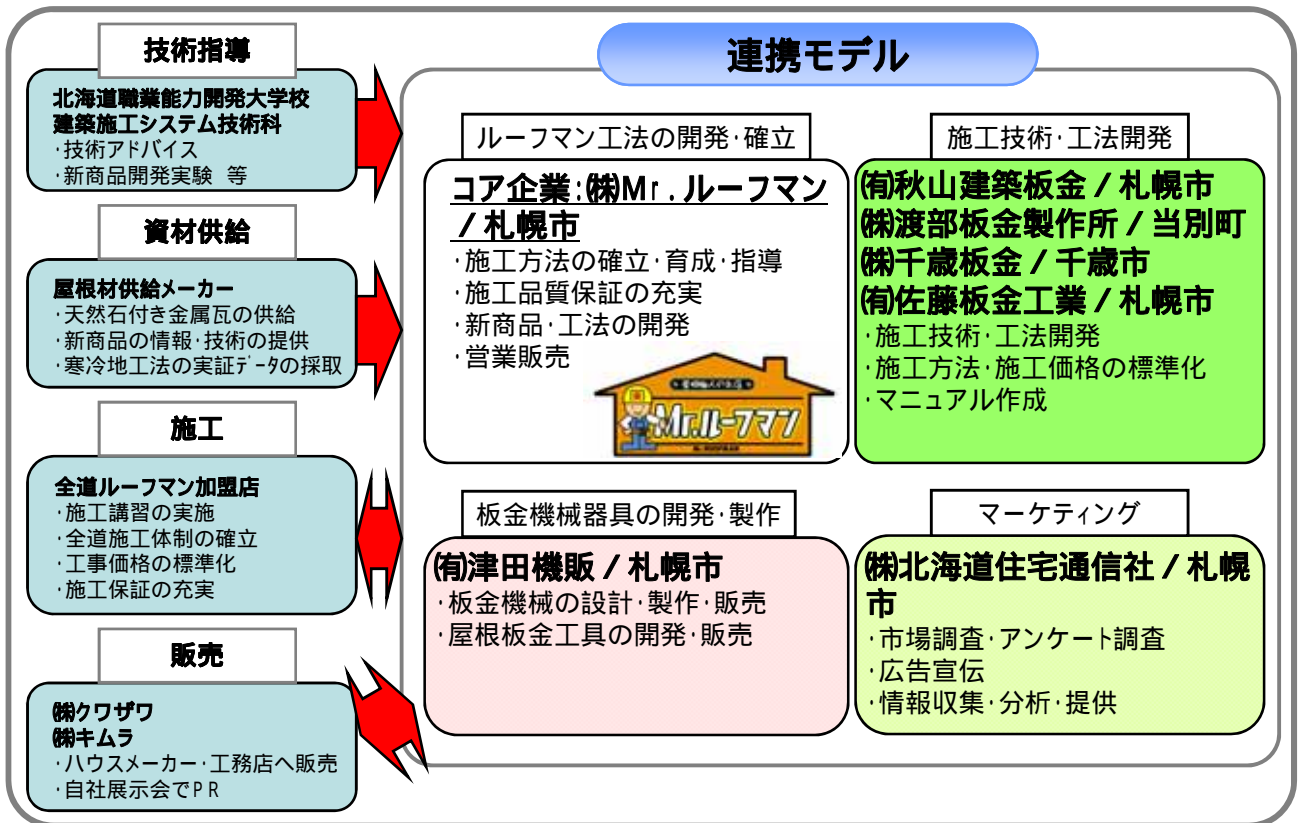 連携モデル
技術指導
北海道職業能力開発大学校
建築施工システム技術科
･技術アドバイス
･新商品開発実験 等
資材供給
屋根材供給メーカー
･天然石付き金属瓦の供給
･新商品の情報･技術の提供
･寒冷地工法の実証ﾃﾞｰﾀの採取
施工
全道ルーフマン加盟店
･施工講習の実施
･全道施工体制の確立
･工事価格の標準化
･施工保証の充実
販売
㈱クワザワ
㈱キムラ
･ハウスメーカー･工務店へ販売
･自社展示会でPR
ルーフマン工法の開発･確立
コア企業:㈱Mr.ルーフマン
/札幌市
･施工方法の確立･育成･指導
･施工品質保証の充実
･新商品･工法の開発
･営業販売
Mr.ルーフマン
施工技術･工法開発
㈲秋山建築板金/札幌市
㈱渡部板金製作所/当別町
㈱千歳板金/千歳市
㈲佐藤板金工業/札幌市
･施工技術･工法開発
･施工方法･施工価格の標準化
･マニュアル作成
板金機械器具の開発･製作
㈲津田機販/札幌市
･板金機械の設計･製作･販売
･屋根板金工具の開発･販売
マーケティング
㈱北海道住宅通信社/札幌
市
･市場調査･アンケート調査
･広告宣伝
･情報収集･分析･提供